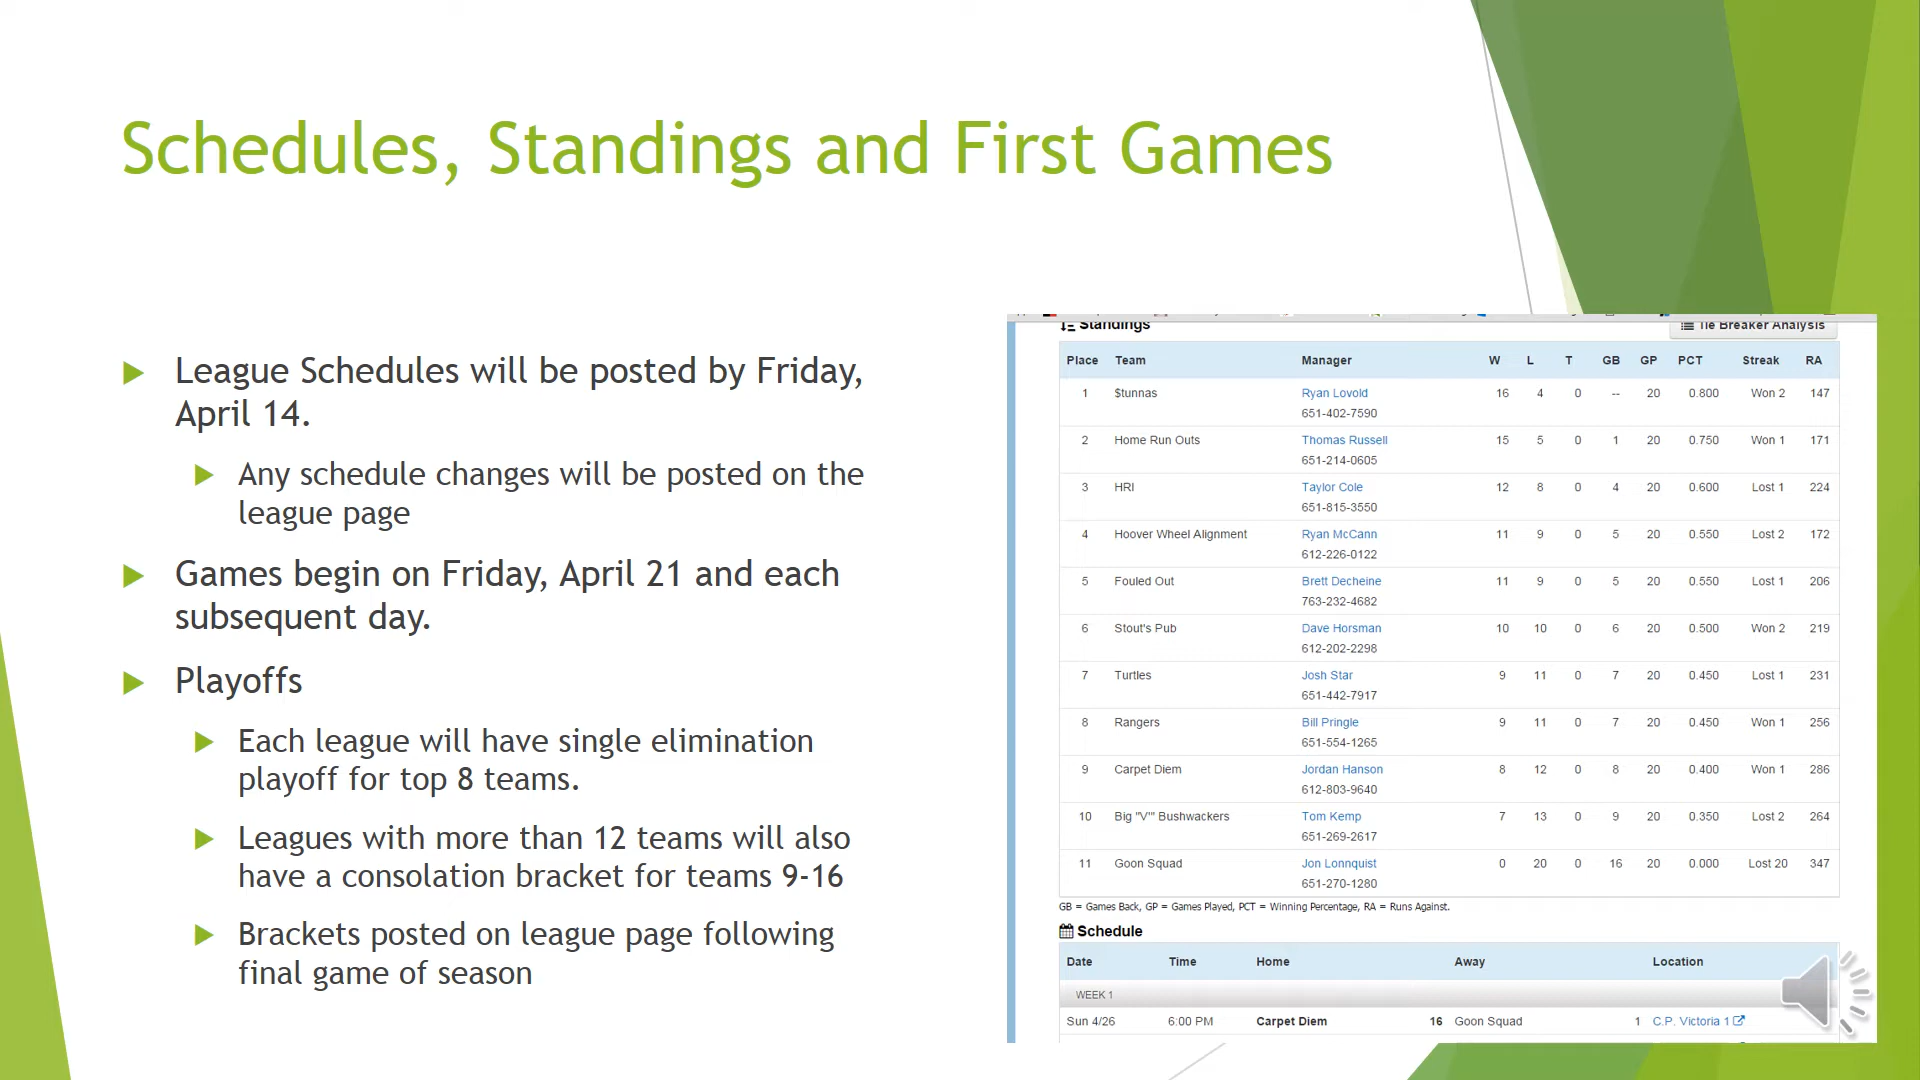 Schedules, Standings and First Games
League Schedules will be posted by Friday,
April 14.
Any schedule changes will be posted on the
league page
Games begin on Friday, April 21 and each
subsequent day.
Playoffs
Each league will have single elimination
playoff for top 8 teams.
Leagues with more than 12 teams will also
have a consolation bracket for teams 9-16
Brackets posted on league page following
final game of season
Standings
Tie Breaker Analysis
Place Team Manager W L T GB GP PCT Streak RA
1 $tunnas Ryan Lovold 16 4 0 -- 20 0.800 Won 2 147
651-402-7590
2 Home Run Outs Thomas Russell 15 5 0 1 20 0.750 Won 1 171
651-214-0605
3 HRI Taylor Cole 12 8 0 4 20 0.600 Lost 1 224
651-815-3550
4 Hoover Wheel Alignment Ryan McCann 11 9 0 5 20 0.550 Lost 2 172
612-226-0122
5 Fouled Out Brett Decheine 11 9 0 5 20 0.550 Lost 1 206
763-232-4682
6 Stout's Pub Dave Horsman 10 10 0 6 20 0.500 Won 2 219
612-202-2298
7 Turtles Josh Star 9 11 0 7 20 0.450 Lost 1 231
651-442-7917
8 Rangers Bill Pringle 9 11 0 7 20 0.450 Won 1 256
651-554-1265
9 Carpet Diem Jordan Hanson 8 12 0 8 20 0.400 Won 1 286
612-803-9640
10 Big "V'" Bushwackers Tom Kemp 7 13 0 9 20 0.350 Lost 2 264
651-269-2617
11 Goon Squad Jon Lonnquist 0 20 0 16 20 0.000 Lost 20 347
651-270-1280
GB = Games Back, GP = Games Played, PCT = Winning Percentage, RA = Runs Against.
Schedule
Date Time Home Away Location
WEEK 1
Sun 4/26 6:00 PM Carpet Diem 16 Goon Squad 1 C.P. Victoria 1